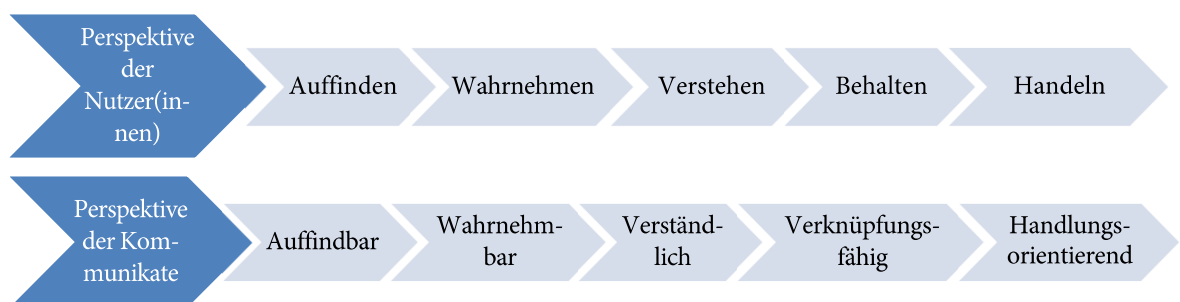 Perspektive
der
Nutzer(in-
nen)
Auffinden
Wahrnehmen
Verstehen
Behalten
Handeln
Perspektive
der Kom-
munikate
Auffindbar
Wahrnehm-
bar
Verständ-
lich
Verknüpfungs-
fähig
Handlungs-
orientierend